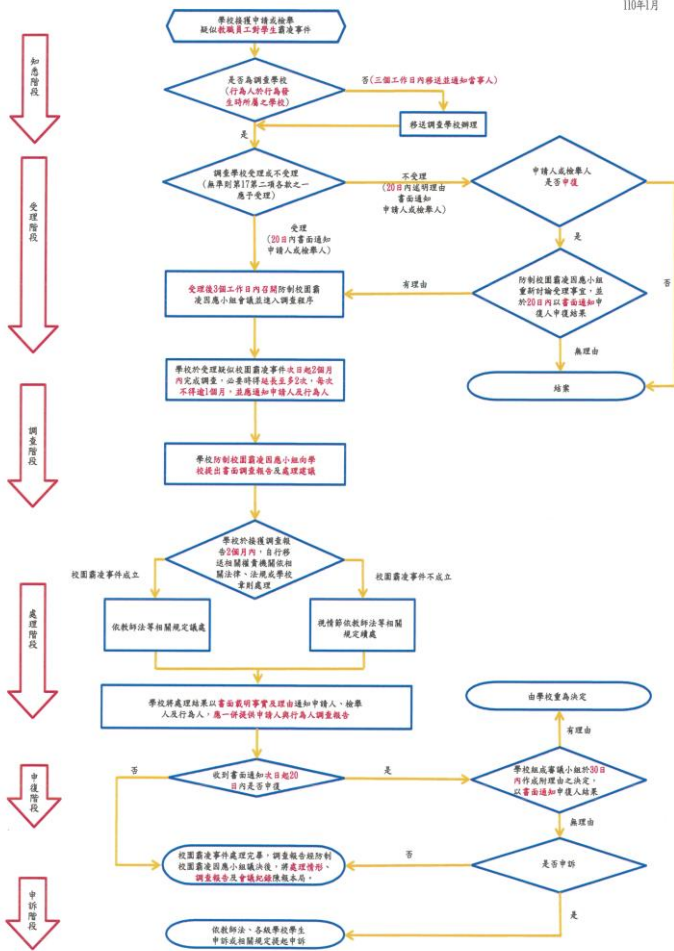 110年1月
知悉階段
學校接獲申請或檢舉
疑似教職員工對學生霸凌事件
是否為調查學校
(行為人於行為發
生時所屬之學校)
否(三個工作日內移送並通知當事人)
移送調查學校辦理
是
受理階段
調查學校受理或不受理
(無準則第17第二項各款之一
應予受理)
不受理
(20日內述明理由
書面通知
申請人或檢舉人)
申請人或檢舉人
是否申復
是
否
受理
(20日內書面通知
申請人或檢舉人)
受理後3個工作日內召開防制校園霸
凌因應小組會議並進入調查程序
有理由
防制校園霸凌因應小組
重新討論受理事宜,並
於20日內以書面通知申
復人申復結果
無理由
結案
學校於受理疑似校園霸凌事件次日起2個月
內完成調查,必要時得延長至多2次,每次
不得逾1個月,並應通知申請人及行為人
調查階段
學校防制校園霸凌因應小組向學
校提出書面調查報告及處理建議
處理階段
學校於接獲調查報
告2個月內,自行移
送相關權責機關依相
關法律、法規或學校
章則處理
校園霸凌事件成立
校園霸凌事件不成立
依教師法等相關規定議處
視情節依教師法等相關
規定續處
學校將處理結果以書面載明事實及理由通知申請人、檢舉
人及行為人,應一併提供申請人與行為人調查報告
由學校重為決定
有理由
申復階段
否
收到書面通知次日起20
日內是否申復
是
學校組成審議小組於30日
內作成附理由之決定,
以書面通知申復人結果
無理由
校園霸凌事件處理完畢,調查報告經防制
校園霸凌因應小組議決後,將處理情形、
調查報告及會議紀錄陳報本局。
否
是否申訴
是
申訴階段
依教師法、各級學校學生
申訴或相關規定提起申訴